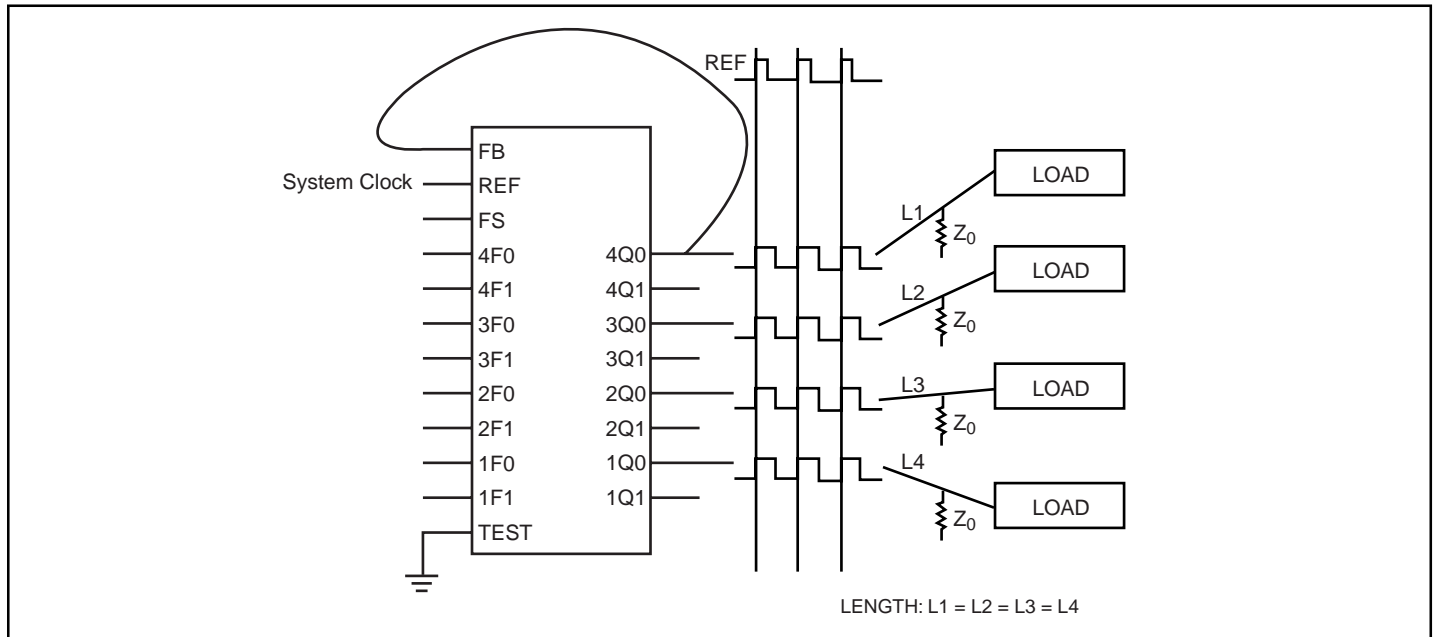 REF
FB
System Clock REF
FS
4F0 4Q0
4F1 4Q1
3F0 3Q0
3F1 3Q1
2F0 2Q0
2F1 2Q1
1F0 1Q0
1F1 1Q1
TEST
LOAD
L1
Z0
LOAD
L2
Z0
LOAD
L3
Z0
L4
LOAD
Z0
LENGTH: L1 = L2 = L3 = L4